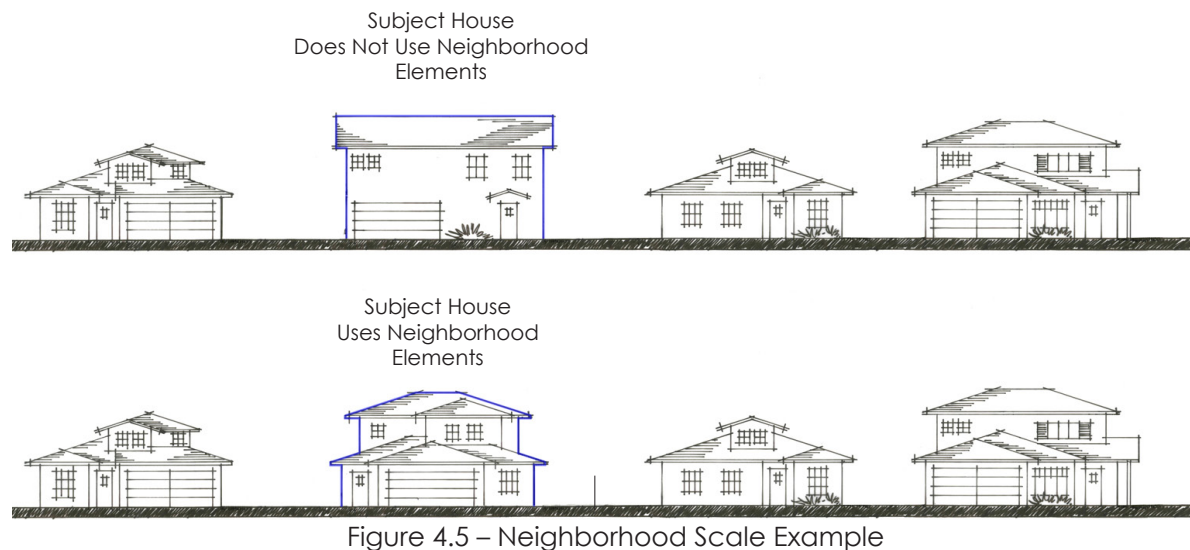 Subject House
Does Not Use Neighborhood
Elements
Subject House
Uses Neighborhood
Elements
Figure 4.5 – Neighborhood Scale Example